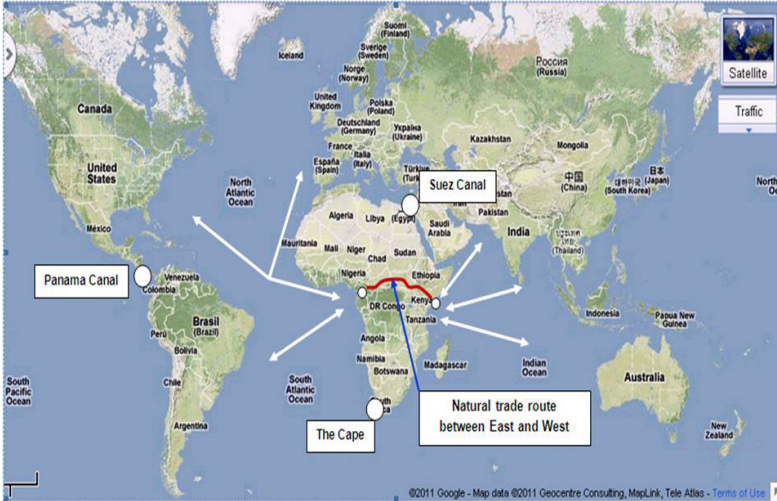 Suomi
(Finland)
Iceland
Sverige
(Sweden)
Norge
(Norway)
Россия
(Russia)
Satellite
Traffic
Canada
United
Kingdom
Polska
(Poland)
Deutschland
(Germany)
Україна
(Ukraine)
France
Italia
(Italy)
España
(Spain)
Kazakhstan
Mongolia
United
States
North
Atlantic
Ocean
Suez Canal
中国
(China)
대한민국
(South Korea)
日本
(Japan)
México
Algeria
Libya
(Egypt)
Saudi
Arabia
Pakistan
India
(Thailand)
Mauritania
Mali
Niger
Chad
Sudan
Panama Canal
Venezuela
Colombia
Nigeria
Ethiopia
DR Congo
Kenya
Tanzania
Indonesia
Papua New
Guinea
Brasil
(Brazil)
Perú
Bolivia
Angola
Namibia
Botswana
Madagascar
Indian
Ocean
Australia
South
Pacific
Ocean
Chile
South
Atlantic
Ocean
Argentina
The Cape
Natural trade route
between East and West
New
Zealand
©2011 Google - Map data ©2011 Geocentre Consulting, MapLink, Tele Atlas - Terms of Use